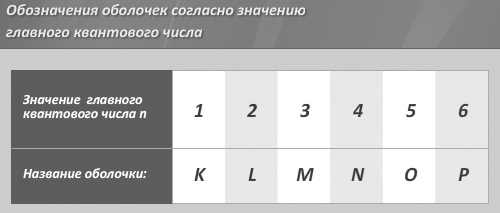 Обозначения оболочек согласно значению
главного квантового числа
Значение главного
квантового числа n
1 2 3 4 5 6
Название оболочки:
K L M N O P